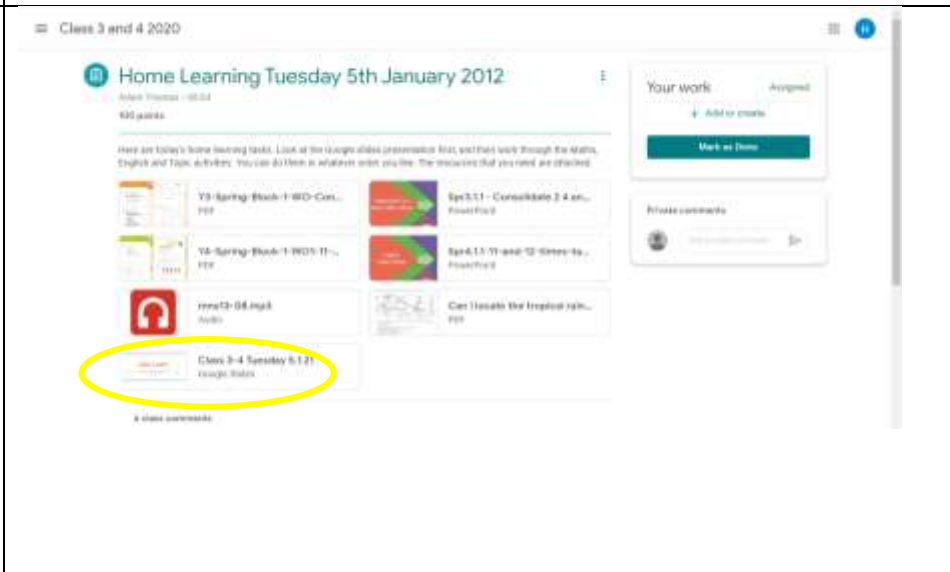 Class 3 and 4 2020
H
Home Learning Tuesday 5th January 2012
100 points
Here are today's home learning tasks. Look at the Google slides presentation first, and then work through the Maths,
English and Topic activities. You can do them in whatever order you like. The resources that you need are attached.
Y3-Spring-Block-1-WO-Con...
PDF
Spr3.1.1 - Consolidate 2 4 an...
PowerPoint
Y4-Spring-Block-1-WO1-11-...
PDF
Spr4.1.1-11-and-12-times-ta...
PowerPoint
Audio
Can I locate the tropical rain...
PDF
Class 3-4 Tuesday 5.1.21
Google Slides
class comments
Your work
Assigned
+ Add or create
Mark as Done
Private comments